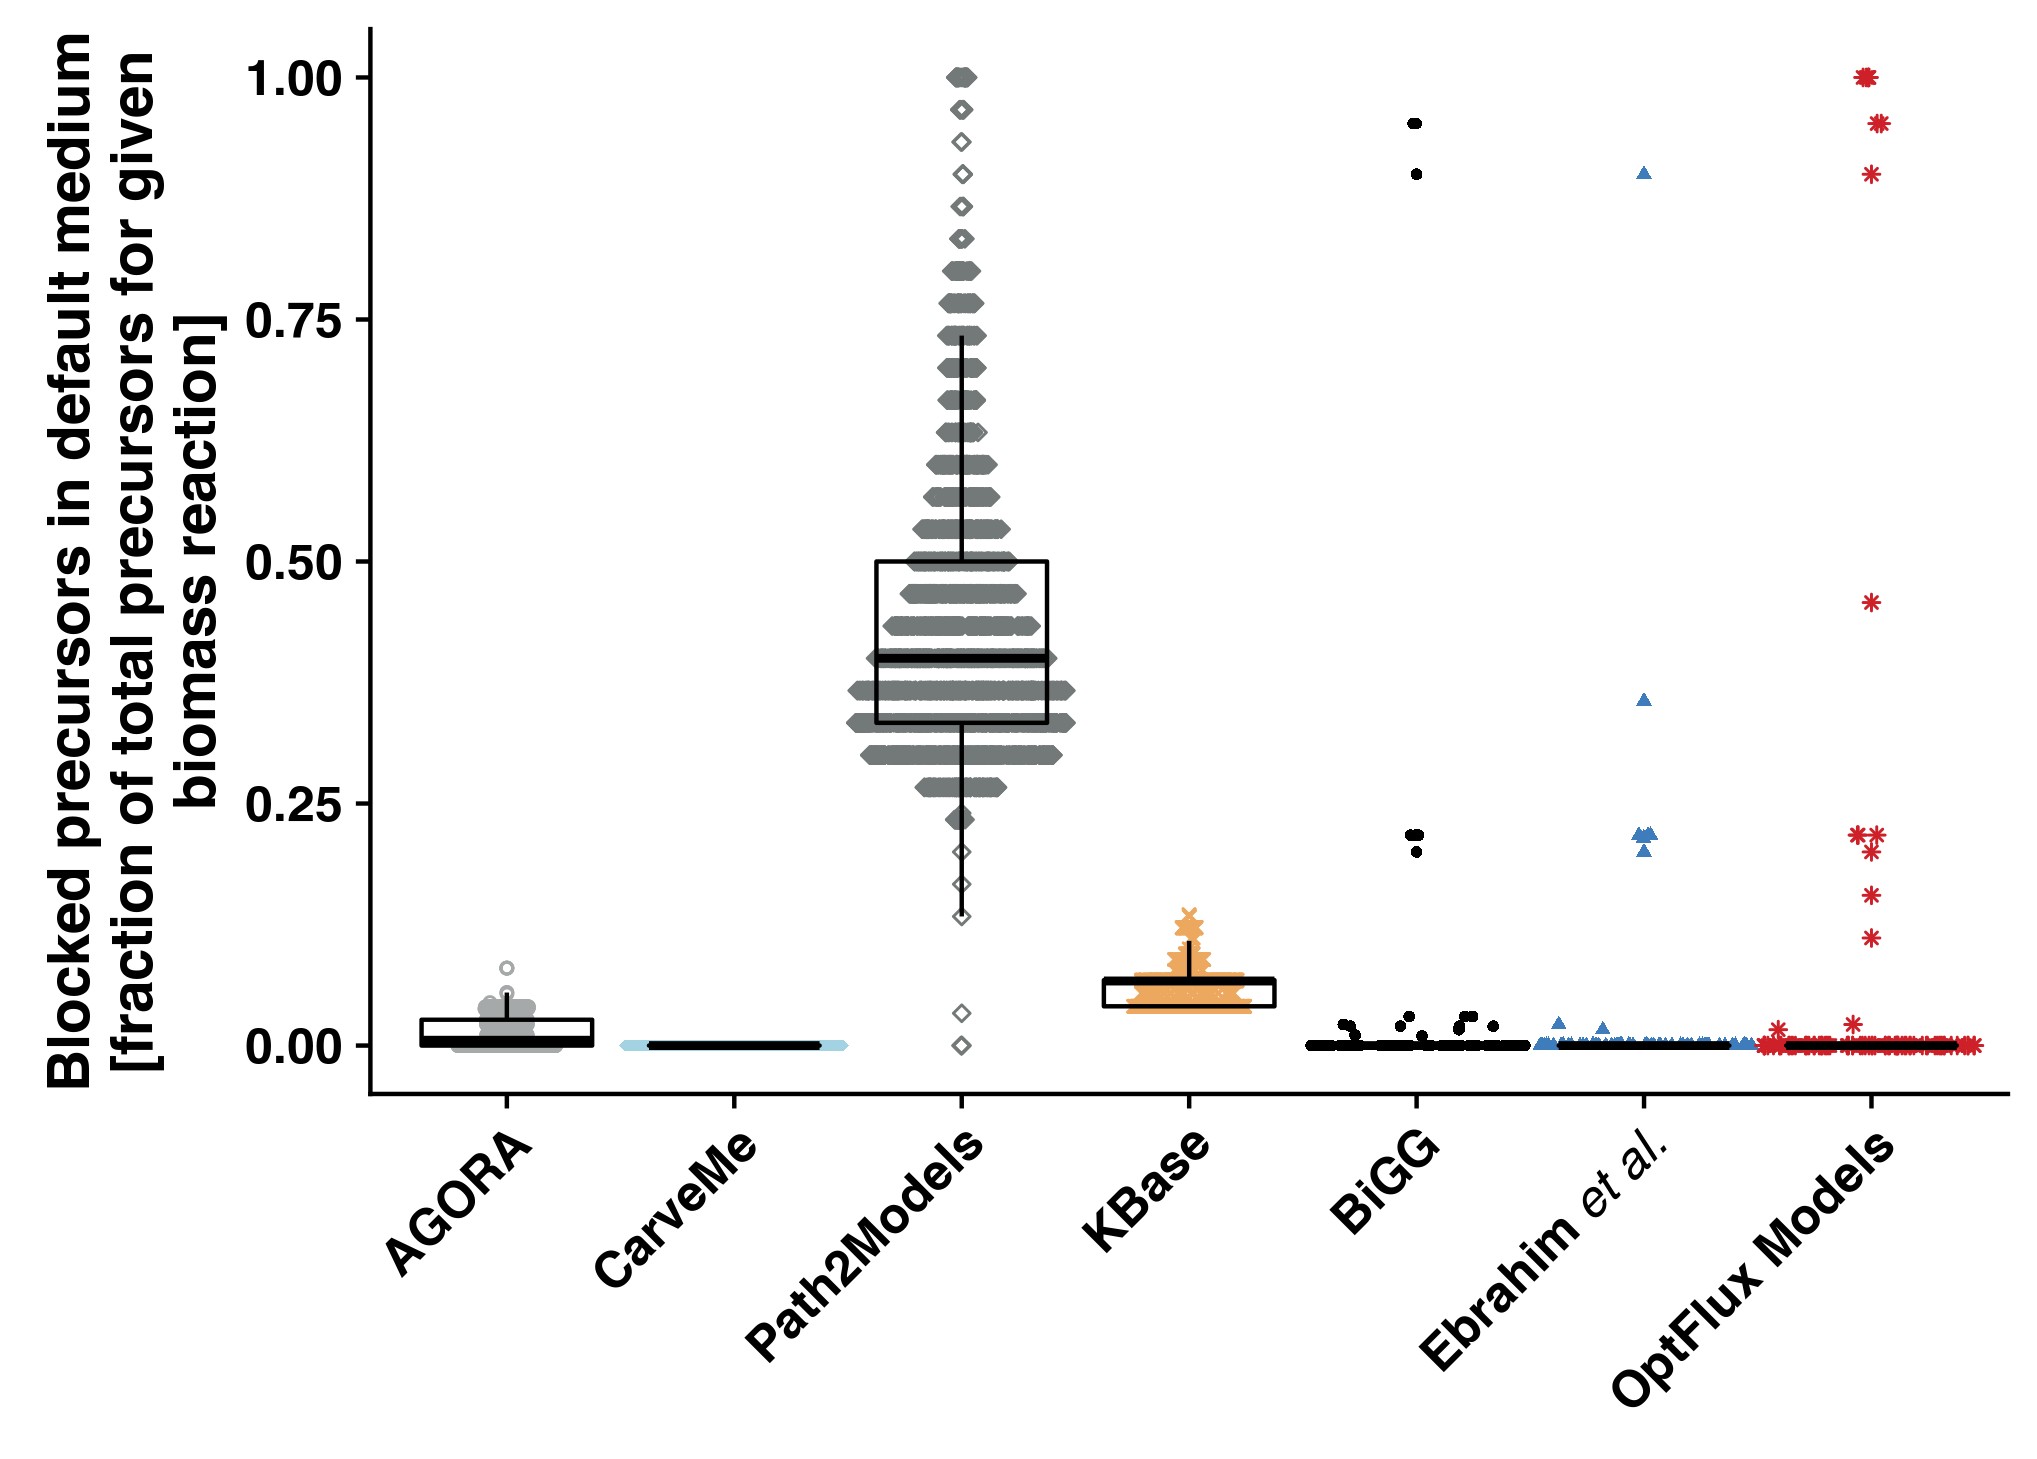 Blocked precursors in default medium
[fraction of total precursors for given
biomass reaction]
1.00
0.75
0.50
0.25
0.00
AGORA
CarveMe
Path2Models
KBase
BiGG
Ebrahim et al.
OptFlux Models